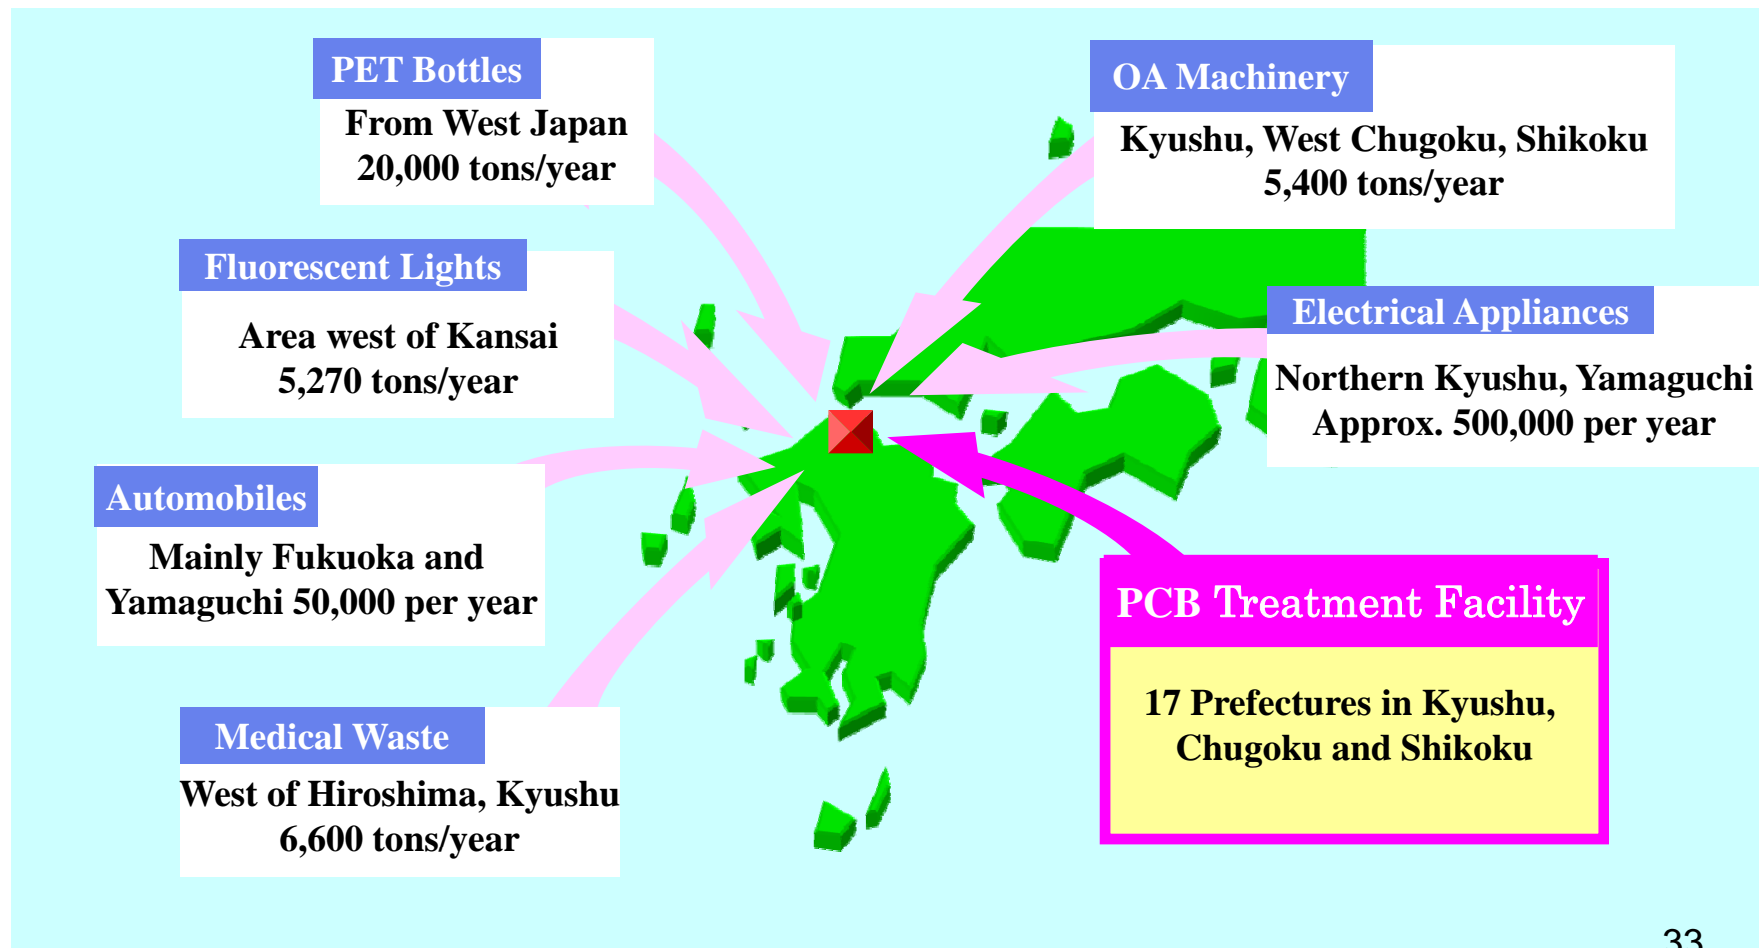 PET Bottles
From West Japan
20,000 tons/year
OA Machinery
Kyushu, West Chugoku, Shikoku
5,400 tons/year
Fluorescent Lights
Area west of Kansai
5,270 tons/year
Electrical Appliances
Northern Kyushu, Yamaguchi
Approx. 500,000 per year
Automobiles
Mainly Fukuoka and
Yamaguchi 50,000 per year
PCB Treatment Facility
17 Prefectures in Kyushu,
Chugoku and Shikoku
Medical Waste
West of Hiroshima, Kyushu
6,600 tons/year
33